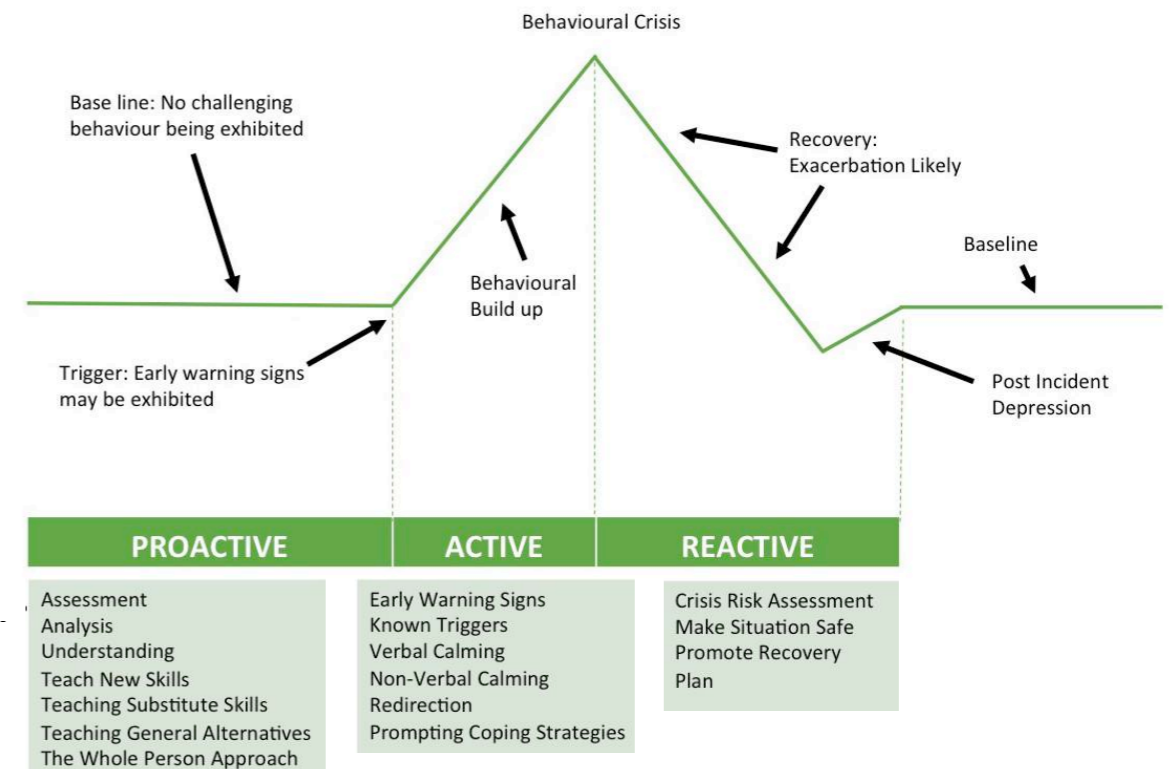 Behavioural Crisis
Base line: No challenging
behaviour being exhibited
Recovery:
Exacerbation Likely
Baseline
Behavioural
Build up
Trigger: Early warning signs
may be exhibited
Post Incident
Depression
PROACTIVE
ACTIVE
REACTIVE
Assessment
Analysis
Understanding
Teach New Skills
Teaching Substitute Skills
Teaching General Alternatives
The Whole Person Approach
Early Warning Signs
Known Triggers
Verbal Calming
Non-Verbal Calming
Redirection
Prompting Coping Strategies
Crisis Risk Assessment
Make Situation Safe
Promote Recovery
Plan